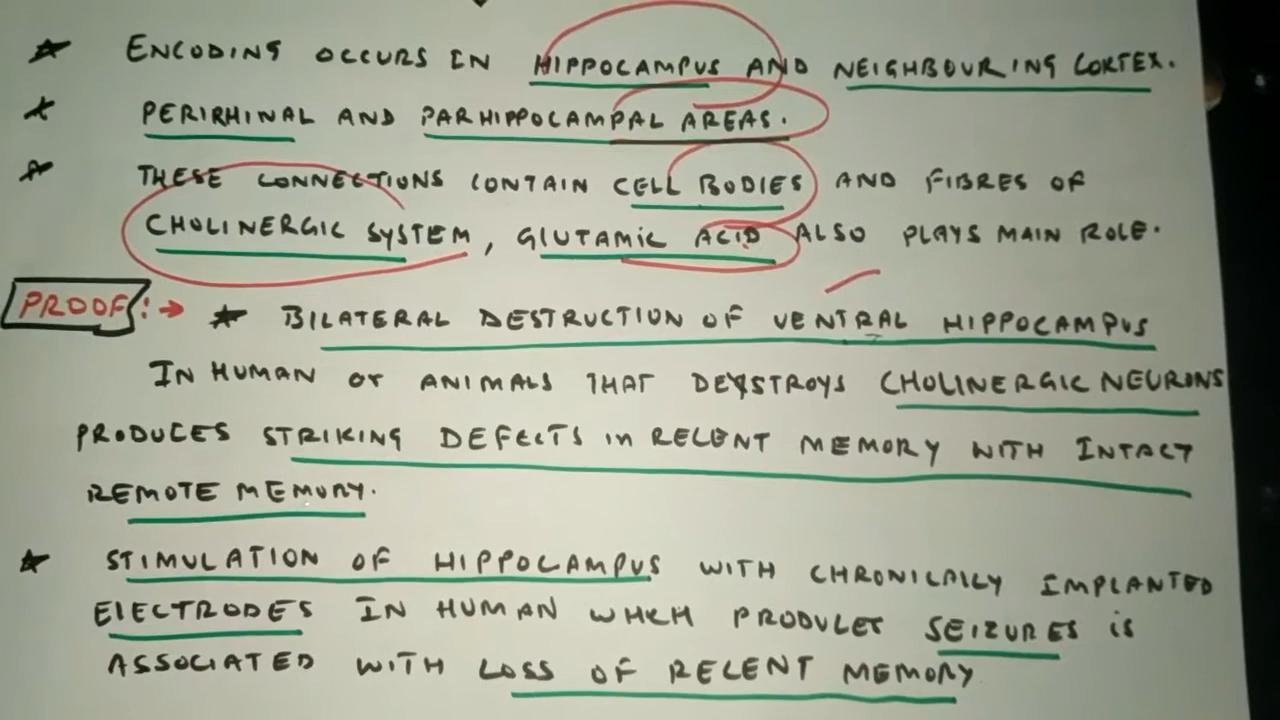 ★ ENCODING OCCURS IN HIPPOCAMPUS AND NEIGHBOURING CORTEX.
★ PERIRHINAL AND PARHIPPOCAMPAL AREAS.
★ THESE CONNECTIONS CONTAIN CELL BODIES AND FIBRES OF
CHOLINERGIC SYSTEM, GLUTAMIC ACID ALSO PLAYS MAIN ROLE.
PROOF:→ ★ BILATERAL DESTRUCTION OF VENTRAL HIPPOCAMPUS
IN HUMAN or ANIMALS THAT DESTROYS CHOLINERGIC NEURONS
PRODUCES STRIKING DEFECTS in RECENT MEMORY WITH INTACT
REMOTE MEMORY.
★ STIMULATION OF HIPPOCAMPUS WITH CHRONICALLY IMPLANTED
ELECTRODES IN HUMAN WHCH PRODUCES SEIZURES is
ASSOCIATED WITH LOSS OF RECENT MEMORY